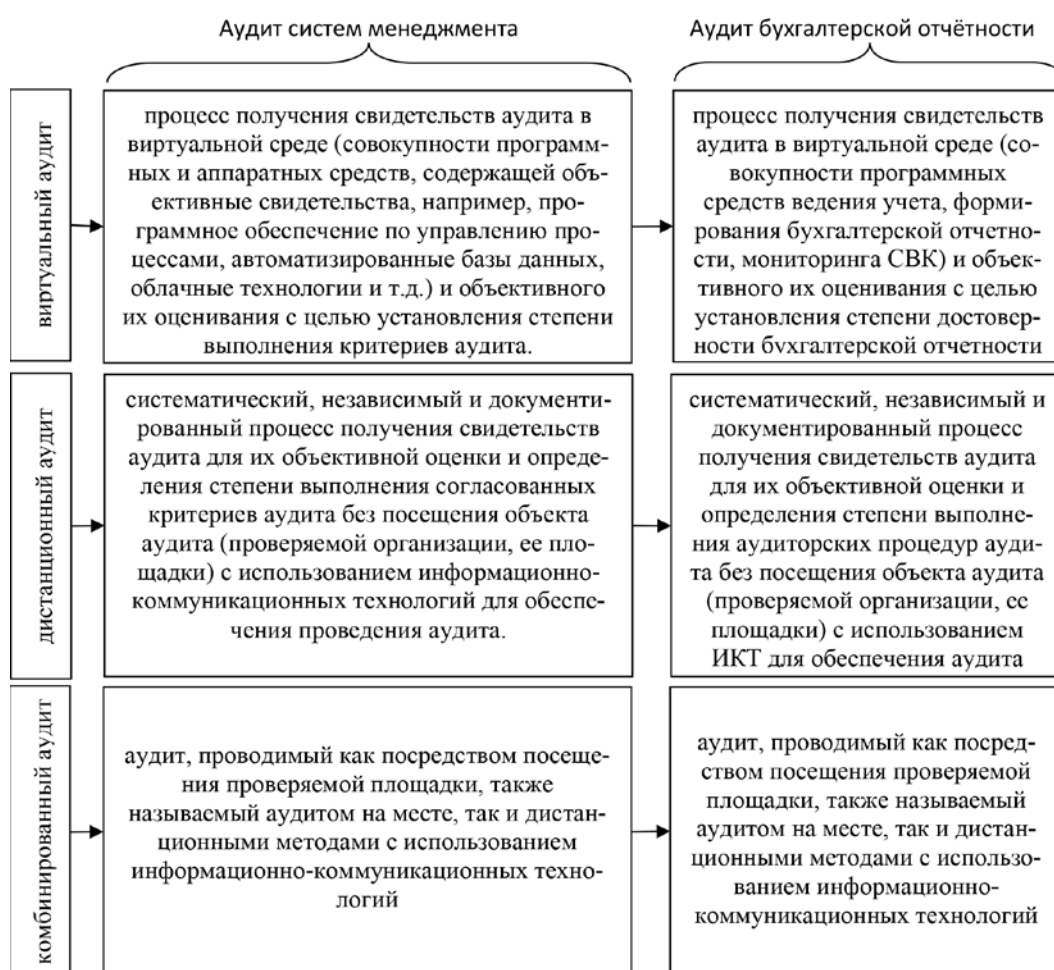 Аудит систем менеджмента
Аудит бухгалтерской отчётности
виртуальный аудит
процесс получения свидетельств аудита в
виртуальной среде (совокупности программ-
ных и аппаратных средств, содержащей объ-
ективные свидетельства, например, про-
граммное обеспечение по управлению про-
цессами, автоматизированные базы данных,
облачные технологии и т.д.) и объективного
их оценивания с целью установления степени
выполнения критериев аудита.
процесс получения свидетельств
аудита в виртуальной среде (со-
вокупности программных
средств ведения учета, форми-
рования бухгалтерской отчетно-
сти, мониторинга СВК) и объек-
тивного их оценивания с целью
установления степени достовер-
ности бухгалтерской отчетности
дистанционный аудит
систематический, независимый и документи-
рованный процесс получения свидетельств
аудита для их объективной оценки и опреде-
ления степени выполнения согласованных
критериев аудита без посещения объекта
аудита (проверяемой организации, ее пло-
щадки) с использованием информационно-
коммуникационных технологий для обеспе-
чения проведения аудита.
систематический, независимый и
документированный процесс
получения свидетельств аудита
для их объективной оценки и
определения степени выполне-
ния аудиторских процедур ауди-
та без посещения объекта аудита
(проверяемой организации, ее
площадки) с использованием
ИКТ для обеспечения аудита
комбинированный аудит
аудит, проводимый как посредством посеще-
ния проверяемой площадки, также
называемый аудитом на месте, так и дистан-
ционными методами с использованием
информационно-коммуникационных техно-
логий
аудит, проводимый как посред-
ством посещения проверяемой
площадки, также называемый
аудитом на месте, так и дистан-
ционными методами с использо-
ванием информационно-
коммуникационных технологий